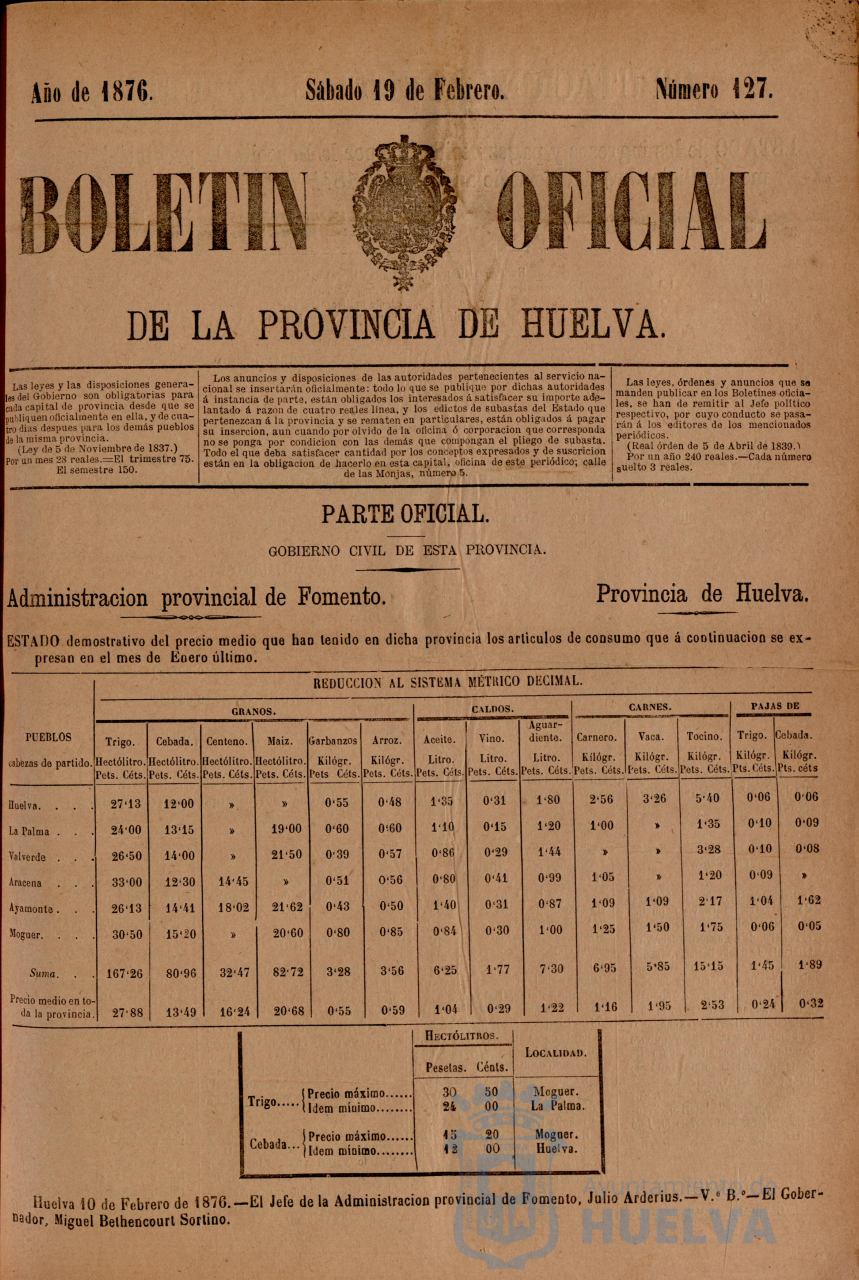 Año de 1876. Sábado 19 de Febrero. Número 127.
BOLETIN OFICIAL
DE LA PROVINCIA DE HUELVA.
Las leyes y las disposiciones genera-
les del Gobierno son obligatorias para
cada capital de provincia desde que se
publiquen oficialmente en ella, y de cua-
tro dias despues para los demás pueblos
de la misma provincia.
(Ley de 5 de Noviembre de 1837.)
Por un mes 28 reales.=El trimestre 75.
El semestre 150.
Los anuncios y disposiciones de las autoridades pertenecientes al servicio na-
cional se insertarán oficialmente: todo lo que se publique por dichas autoridades
á instancia de parte, están obligados los interesados á satisfacer su importe ade-
lantado á razon de cuatro reales línea, y los edictos de subastas del Estado que
pertenezcan á la provincia y se rematen en particulares, están obligados á pagar
su insercion, aun cuando por olvido de la oficina ó corporacion que corresponda
no se ponga por condicion con las demás que compongan el pliego de subasta.
Todo el que deba satisfacer cantidad por los conceptos expresados y de suscricion
están en la obligacion de hacerlo en esta capital, oficina de este periódico; calle
de las Monjas, número 5.
Las leyes, órdenes y anuncios que se
manden publicar en los Boletines oficia-
les, se han de remitir al Jefe político
respectivo, por cuyo conducto se pasa-
rán á los editores de los mencionados
periódicos.
(Real órden de 5 de Abril de 1839.)
Por un año 240 reales.—Cada número
suelto 3 reales.
PARTE OFICIAL.
GOBIERNO CIVIL DE ESTA PROVINCIA.
Administracion provincial de Fomento. Provincia de Huelva.
ESTADO demostrativo del precio medio que han tenido en dicha provincia los artículos de consumo que á continuacion se ex-
presan en el mes de Enero último.
REDUCCION AL SISTEMA MÉTRICO DECIMAL.
GRANOS. CALDOS. CARNES. PAJAS DE
PUEBLOS
cabezas de partido.
Trigo. Cebada. Centeno. Maiz. Garbanzos Arroz. Aceite. Vino. Aguar-
diente. Carnero. Vaca. Tocino. Trigo. Cebada.
Hectólitro. Hectólitro. Hectólitro. Hectólitro. Kilógr. Kilógr. Litro. Litro. Litro. Kilógr. Kilógr. Kilógr. Kilógr. Kilógr.
Pets. Céts. Pets. Céts. Pets. Céts. Pets. Céts. Pets Céts. Pets. Céts. Pets. Céts. Pets. Céts. Pets. Céts. Pets. Céts. Pets. Céts. Pets. Céts. Pts. Céts. Pts. céts
Huelva. . . . 27'13 12'00 » » 0'55 0'48 1'35 0'31 1'80 2'56 3'26 5'40 0'06 0'06
La Palma . . . 24'00 13'15 » 19'00 0'60 0'60 1'10 0'15 1'20 1'00 » 1'35 0'10 0'09
Valverde . . . 26'50 14'00 » 21'50 0'39 0'57 0'86 0'29 1'44 » » 3'28 0'10 0'08
Aracena . . . 33'00 12'30 14'45 » 0'51 0'56 0'80 0'41 0'99 1'05 » 1'20 0'09 »
Ayamonte. . . 26'13 14'41 18'02 21'62 0'43 0'50 1'40 0'31 0'87 1'09 1'09 2'17 1'04 1'62
Moguer. . . . 30'50 15'20 » 20'60 0'80 0'85 0'84 0'30 1'00 1'25 1'50 1'75 0'06 0'05
Suma. . . 167'26 80'96 32'47 82'72 3'28 3'56 6'25 1'77 7'30 6'95 5'85 15'15 1'45 1'89
Precio medio en to-
da la provincia. 27'88 13'49 16'24 20'68 0'55 0'59 1'04 0'29 1'22 1'16 1'95 2'53 0'24 0'32
HECTÓLITROS.
Pesetas. Cénts. LOCALIDAD.
Trigo..... Precio máximo...... 30 50 Moguer.
Idem mínimo........ 24 00 La Palma.
Cebada... Precio máximo...... 15 20 Moguer.
Idem mínimo........ 12 00 Huelva.
Huelva 10 de Febrero de 1876.—El Jefe de la Administracion provincial de Fomento, Julio Arderius.—V.º B.º—El Gober-
nador, Miguel Bethencourt Sortino.
Ayuntamiento de
HUELVA